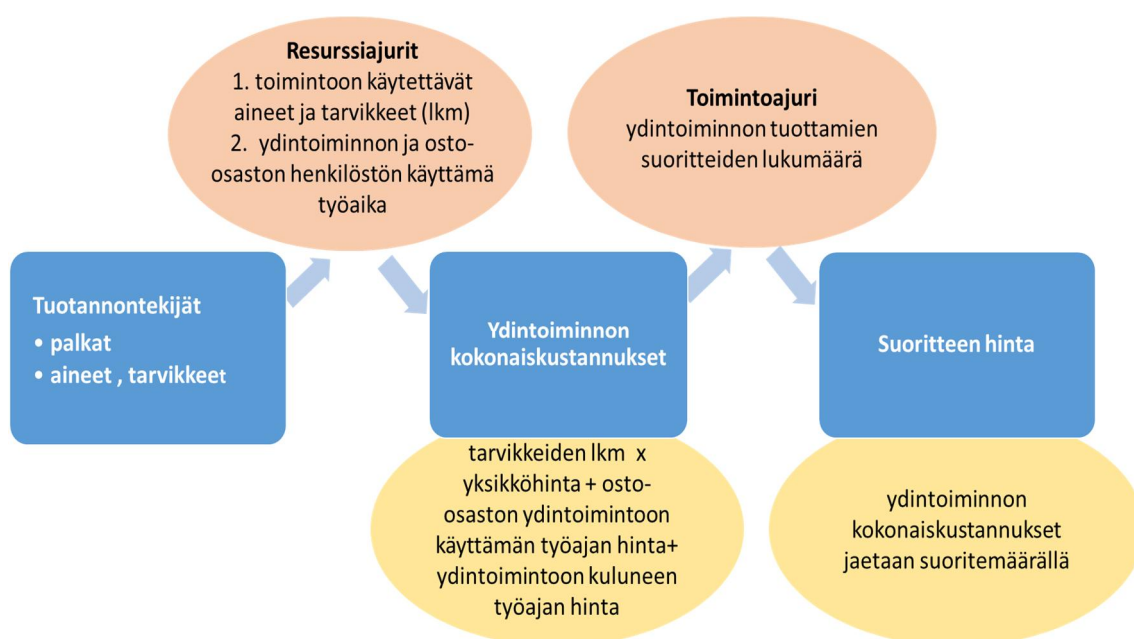 Resurssiajurit
1. toimintoon käytettävät
aineet ja tarvikkeet (lkm)
2. ydintoiminnon ja osto-
osaston henkilöstön käyttämä
työaika
Toimintoajuri
ydintoiminnon tuottamien
suoritteiden lukumäärä
Tuotannontekijät
• palkat
• aineet , tarvikkeet
Ydintoiminnon
kokonaiskustannukset
Suoritteen hinta
tarvikkeiden lkm x
yksikköhinta + osto-
osaston ydintoimintoon
käyttämän työajan hinta+
ydintoimintoon kuluneen
työajan hinta
ydintoiminnon
kokonaiskustannukset
jaetaan suoritemäärällä